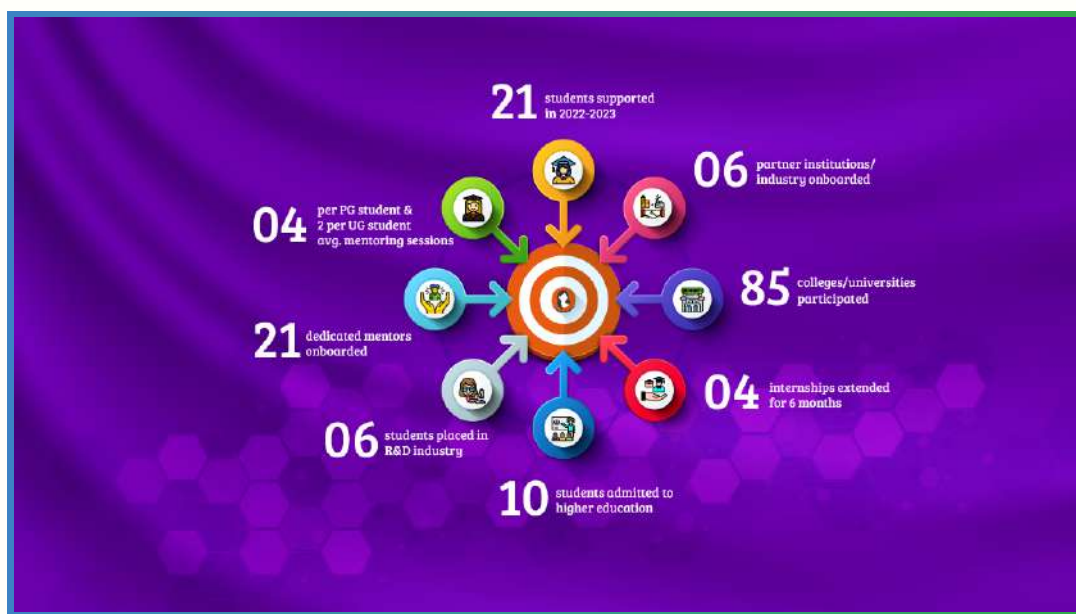 21 students supported
in 2022-2023
06 partner institutions/
industry onboarded
85 colleges/universities
participated
04 internships extended
for 6 months
10 students admitted to
higher education
06 students placed in
R&D industry
21 dedicated mentors
onboarded
04 per PG student &
2 per UG student
avg. mentoring sessions